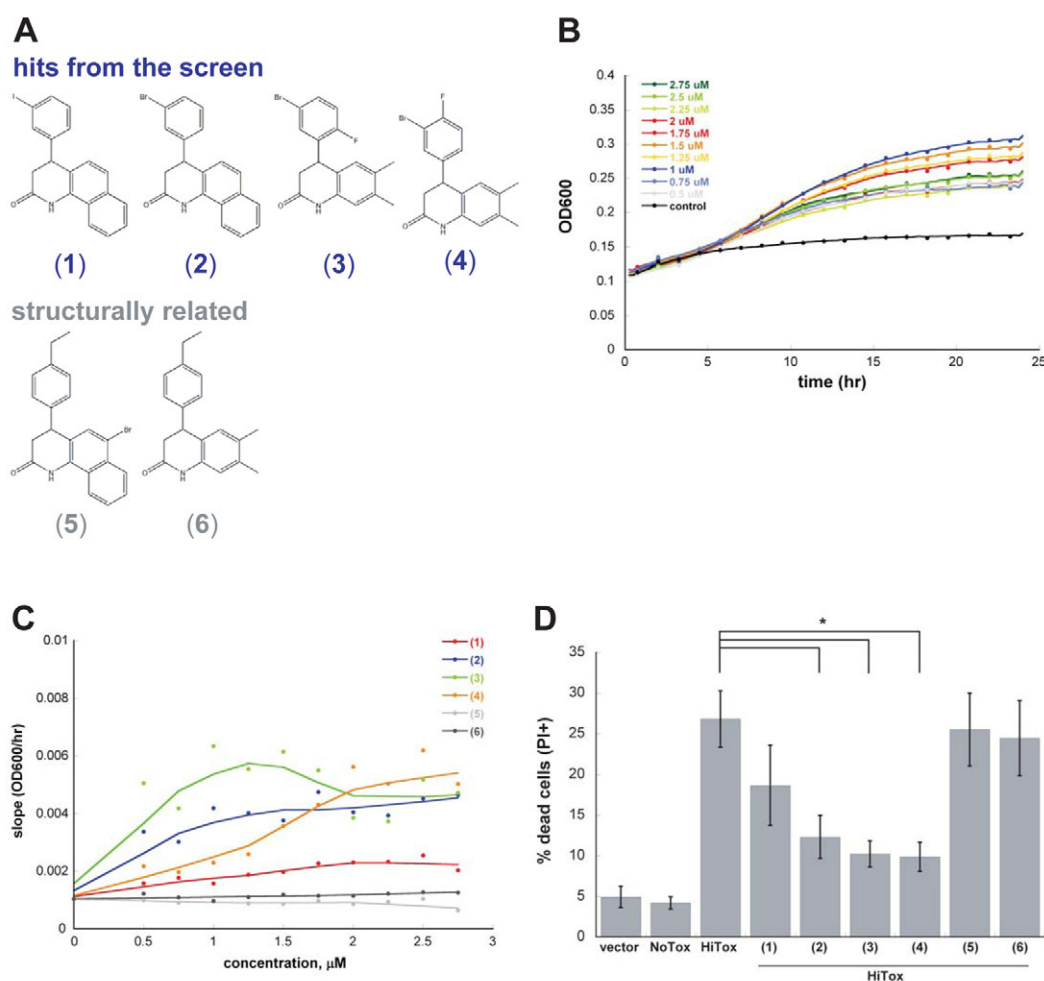 A
hits from the screen
I
O
N
H
(1)
Br
O
N
H
(2)
Br
F
O
N
H
(3)
F
Br
O
N
H
(4)
structurally related
Br
O
N
H
(5)
O
N
H
(6)
B
0.4
0.35
0.3
0.25
0.2
0.15
0.1
0.05
0
OD600
2.75 uM
2.5 uM
2.25 uM
2 uM
1.75 uM
1.5 uM
1.25 uM
1 uM
0.75 uM
0.5 uM
control
0 5 10 15 20 25
time (hr)
C
0.01
0.008
0.006
0.004
0.002
0
slope (OD600/hr)
(1)
(2)
(3)
(4)
(5)
(6)
0 0.5 1 1.5 2 2.5 3
concentration, μM
D
*
35
30
25
20
15
10
5
0
% dead cells (PI+)
vector NoTox HiTox (1) (2) (3) (4) (5) (6)
HiTox